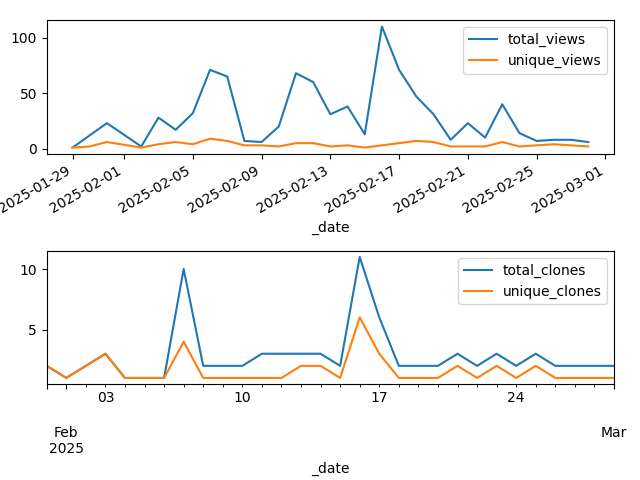 100
50
0
total_views
unique_views
2025-01-29
2025-02-01
2025-02-05
2025-02-09
2025-02-13
2025-02-17
2025-02-21
2025-02-25
2025-03-01
_date
10
5
total_clones
unique_clones
03
10
17
24
Feb
2025
Mar
_date